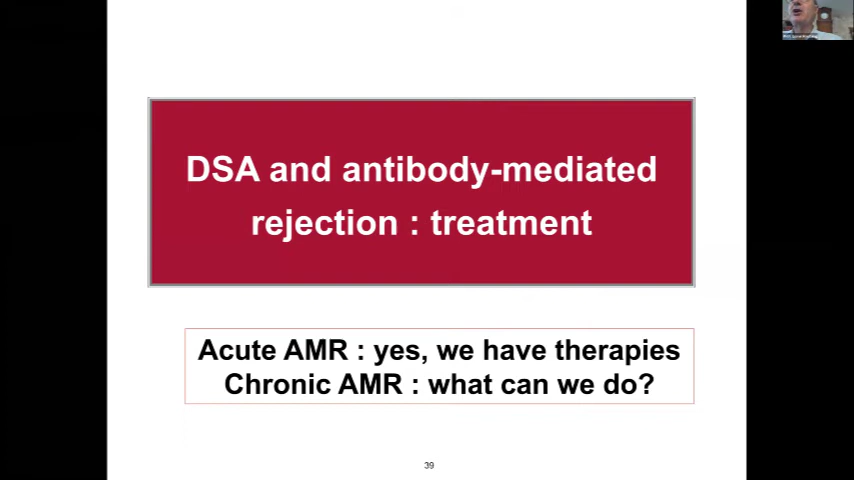 DSA and antibody-mediated
rejection : treatment
Acute AMR : yes, we have therapies
Chronic AMR : what can we do?
39